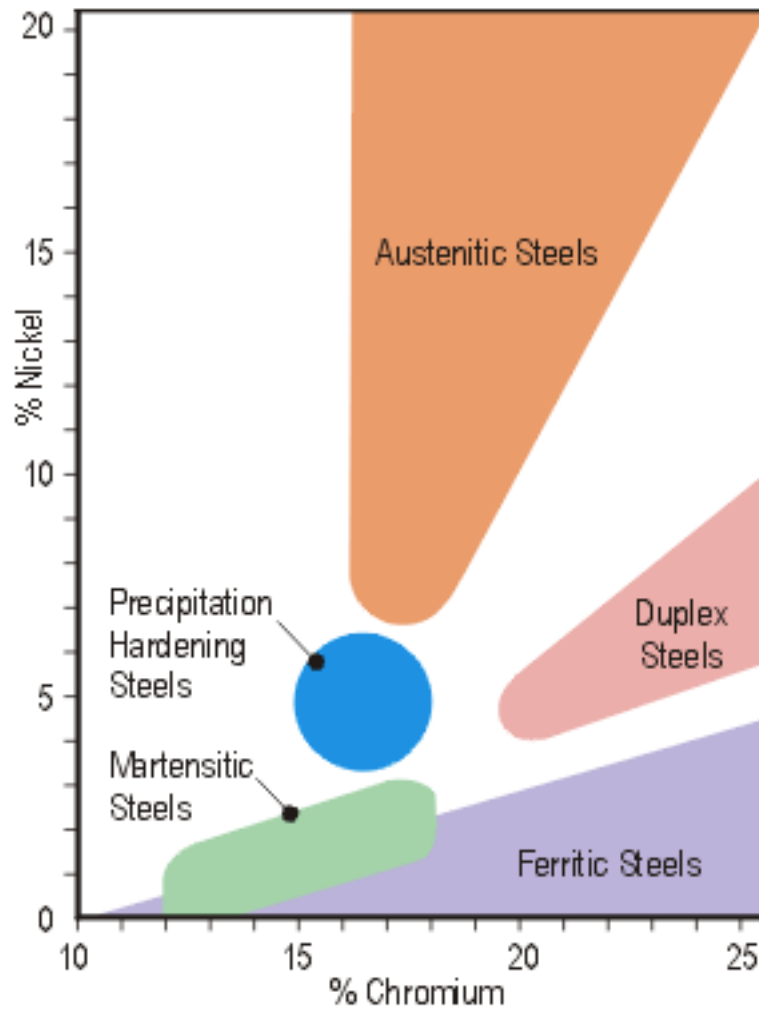 20
Austenitic Steels
15
% Nickel
10
Precipitation
Hardening
Steels
Duplex
Steels
5
Martensitic
Steels
Ferritic Steels
0
10
15
20
25
% Chromium